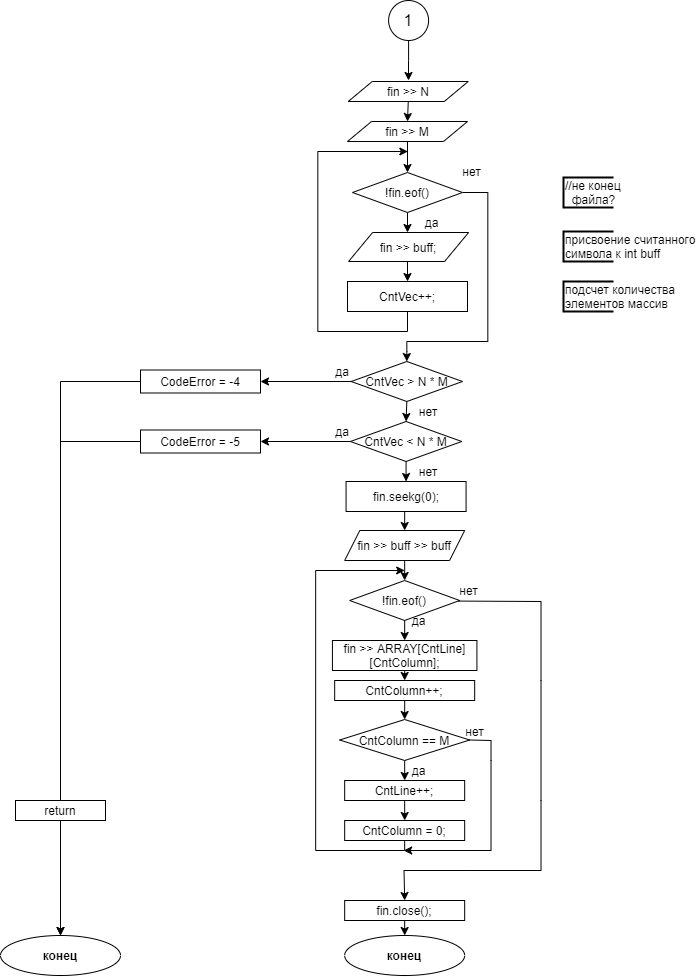 1
fin >> N
fin >> M
нет
!fin.eof()
//не конец
файла?
да
fin >> buff;
присвоение считанного
символа к int buff
CntVec++;
подсчет количества
элементов массив
CodeError = -4
да
CntVec > N * M
нет
CodeError = -5
да
CntVec < N * M
нет
fin.seekg(0);
fin >> buff >> buff
нет
!fin.eof()
да
fin >> ARRAY[CntLine]
[CntColumn];
CntColumn++;
нет
CntColumn == M
да
CntLine++;
return
CntColumn = 0;
fin.close();
конец
конец